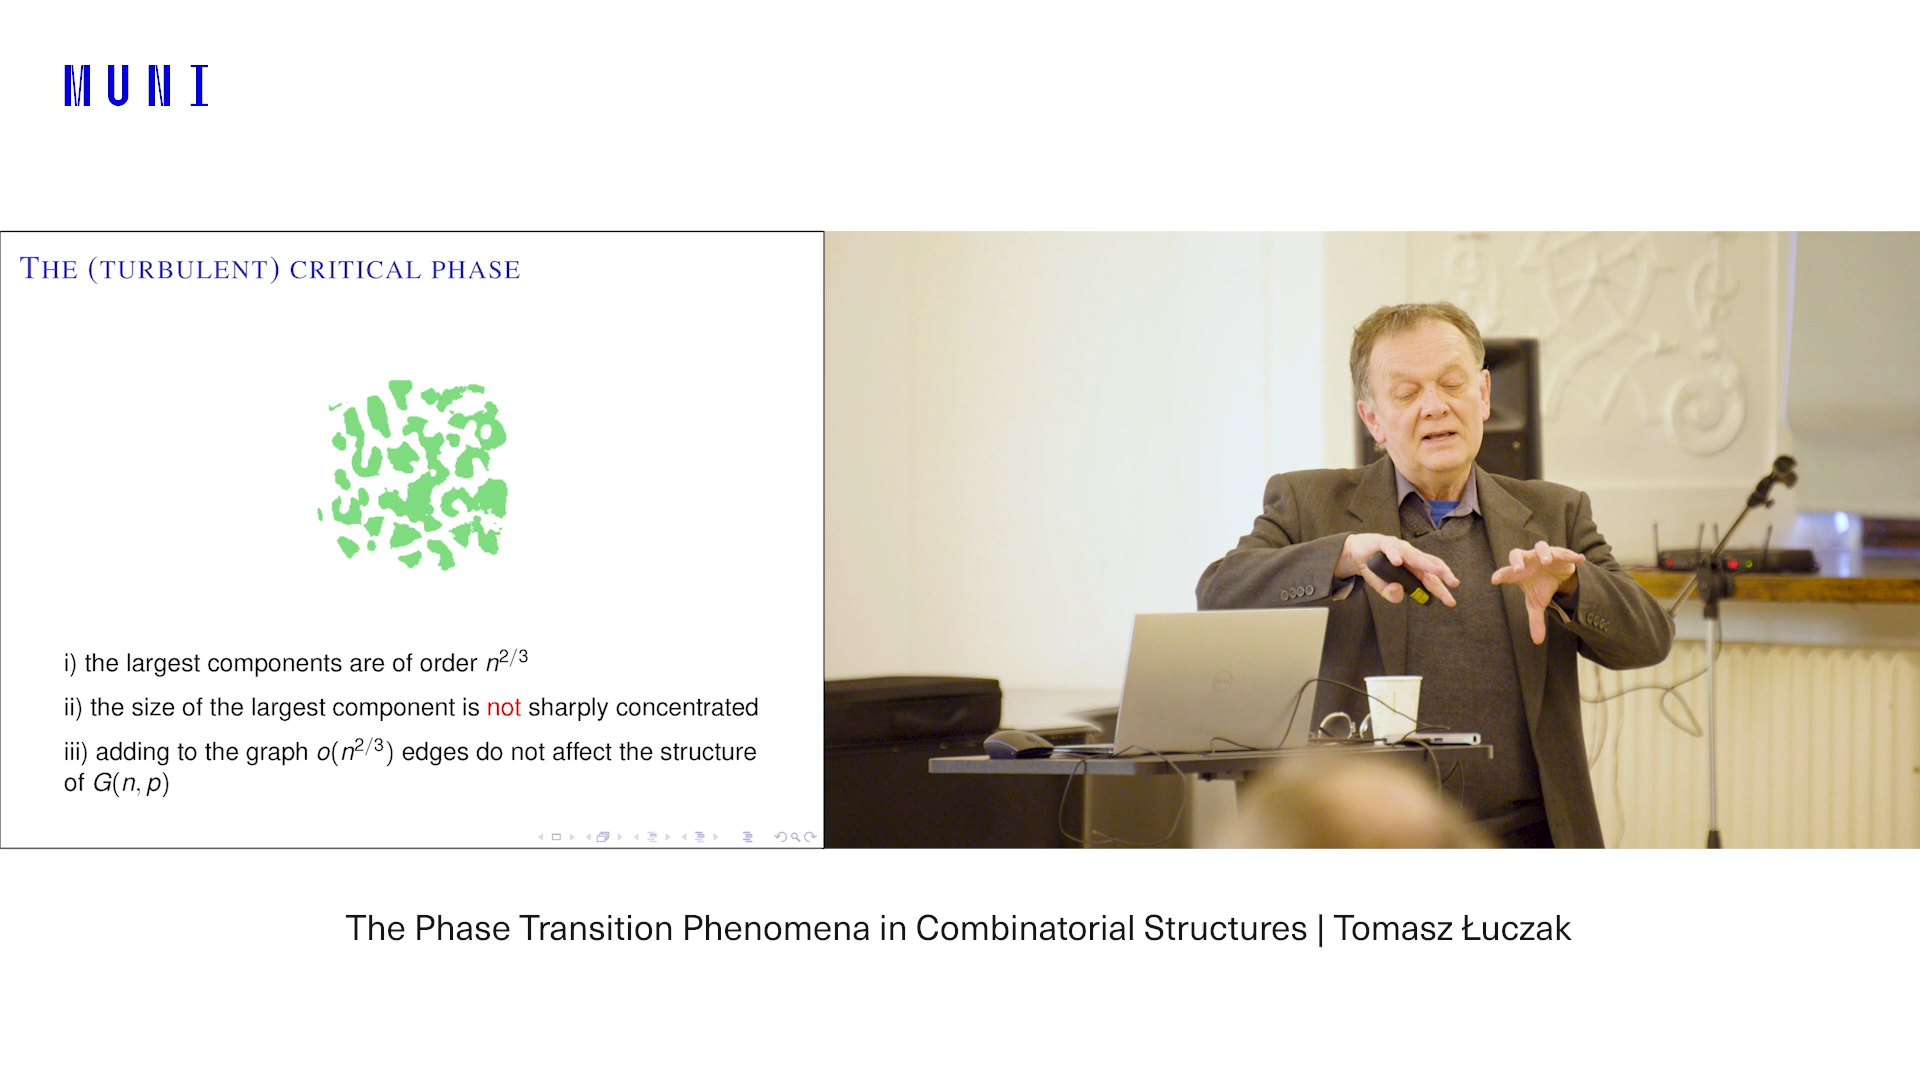 MUNI
THE (TURBULENT) CRITICAL PHASE
i) the largest components are of order n^{2/3}
ii) the size of the largest component is not sharply concentrated
iii) adding to the graph o(n^{2/3}) edges do not affect the structure
of G(n, p)
The Phase Transition Phenomena in Combinatorial Structures | Tomasz Łuczak